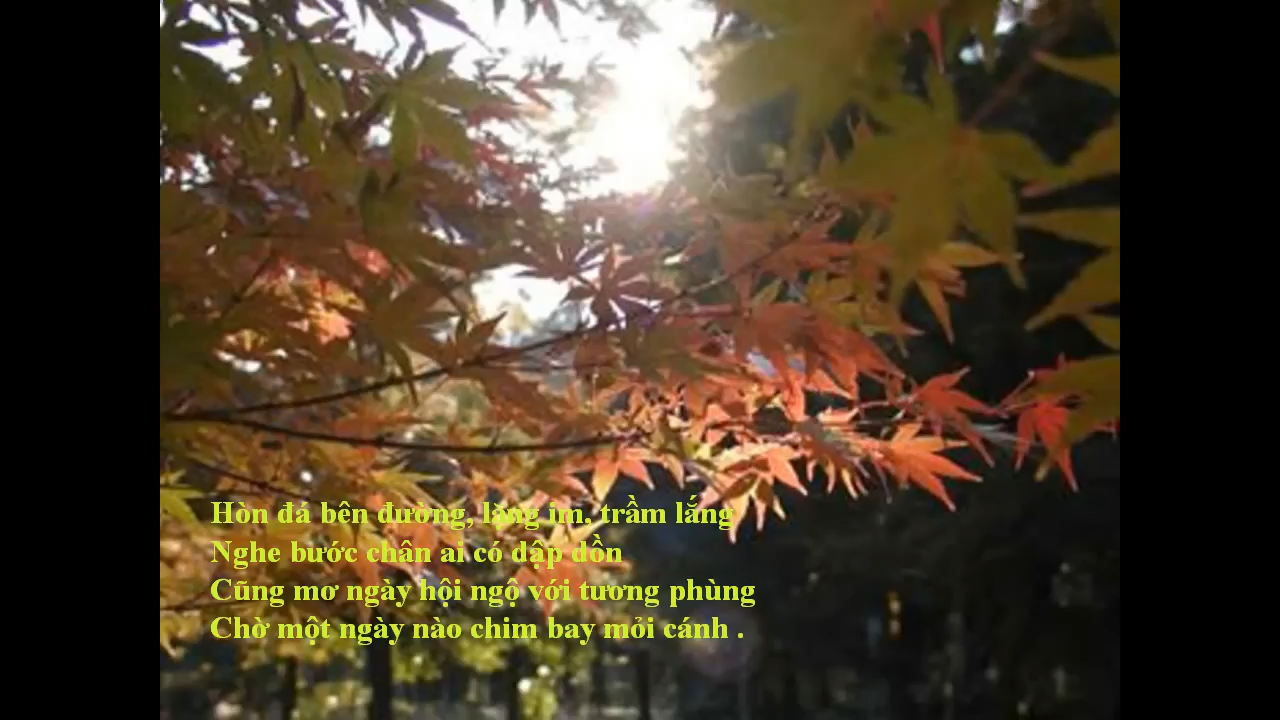 Hòn đá bên đường, lặng im, trầm lắng
Nghe bước chân ai có dập dồn
Cũng mơ ngày hội ngộ với tương phùng
Chờ một ngày nào chim bay mỏi cánh .